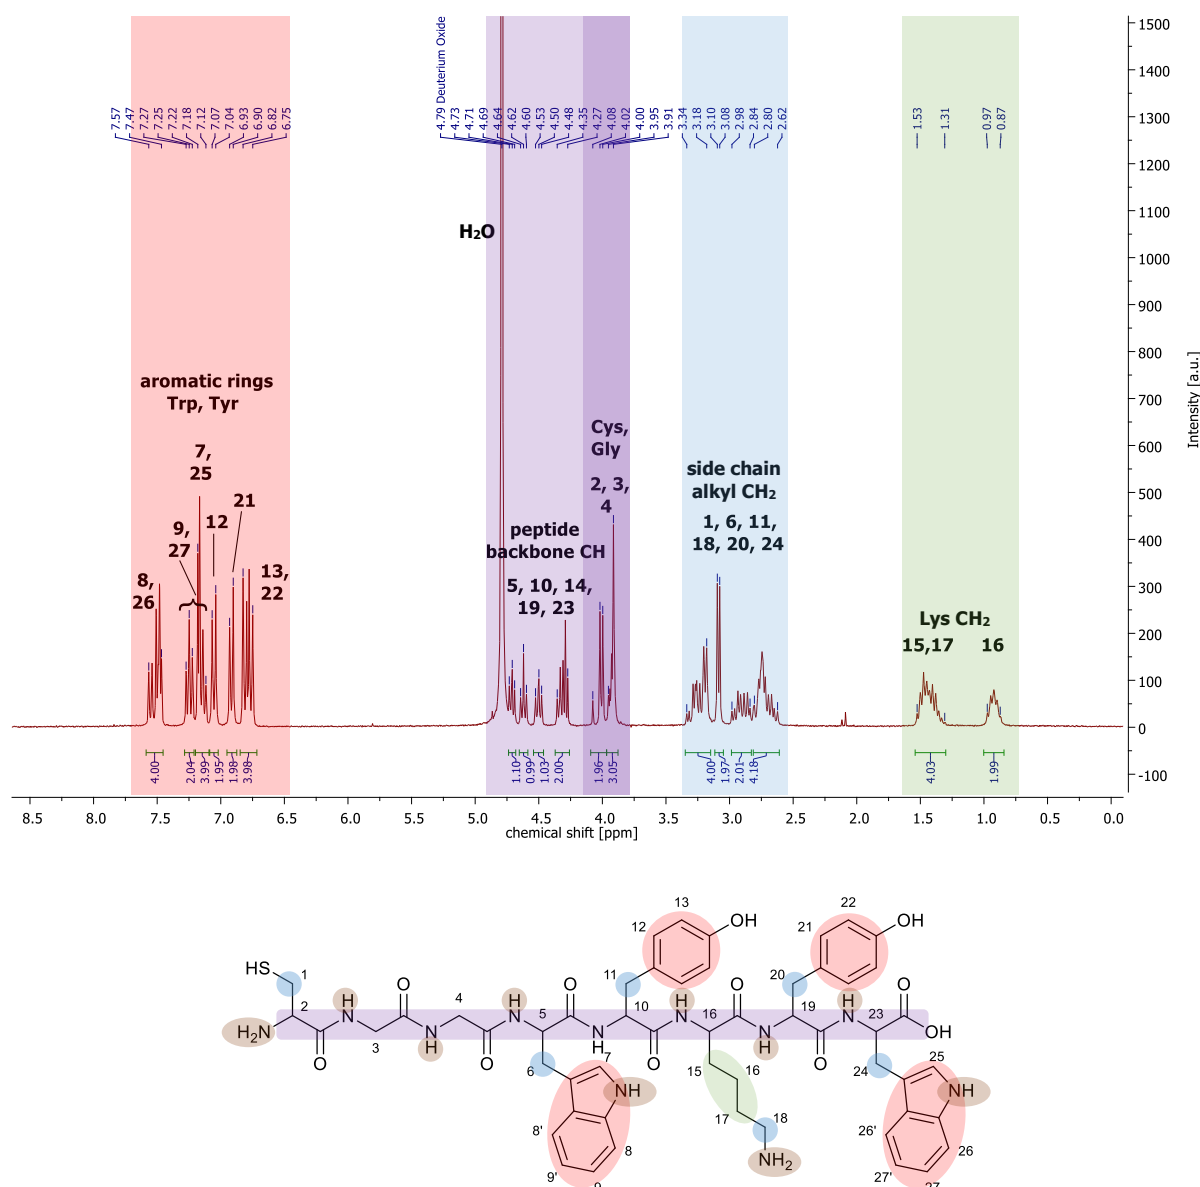 7.57
7.47
7.27
7.25
7.22
7.18
7.12
7.07
7.04
6.93
6.90
6.82
6.75
4.79 Deuterium Oxide
4.73
4.71
4.69
4.64
4.62
4.60
4.53
4.50
4.48
4.35
4.27
4.08
4.02
4.00
3.95
3.91
3.34
3.18
3.10
3.08
2.98
2.84
2.80
2.62
1.53
1.31
0.97
0.87
H₂O
aromatic rings
Trp, Tyr
7,
25
9,
27
12
21
8,
26
13,
22
Cys,
Gly
2, 3,
4
peptide
backbone CH
5, 10, 14,
19, 23
side chain
alkyl CH₂
1, 6, 11,
18, 20, 24
Lys CH₂
15,17
16
4.00
2.04
3.99
1.95
1.98
3.98
1.10
0.99
1.03
2.00
1.96
3.05
4.00
1.97
2.01
4.18
4.03
1.99
1500
1400
1300
1200
1100
1000
900
800
700
600
500
400
300
200
100
0
-100
Intensity [a.u.]
8.5
8.0
7.5
7.0
6.5
6.0
5.5
5.0
4.5
4.0
3.5
3.0
2.5
2.0
1.5
1.0
0.5
0.0
chemical shift [ppm]
13
22
12
OH
21
OH
HS
1
11
20
O
O
O
O
O
H
N
4
H
N
H
N
H
N
2
5
10
16
19
23
H₂N
3
O
N
H
O
N
H
O
N
H
O
OH
6
7
NH
15
16
24
25
NH
17
18
8'
8
NH₂
26'
26
9'
9
27'
27